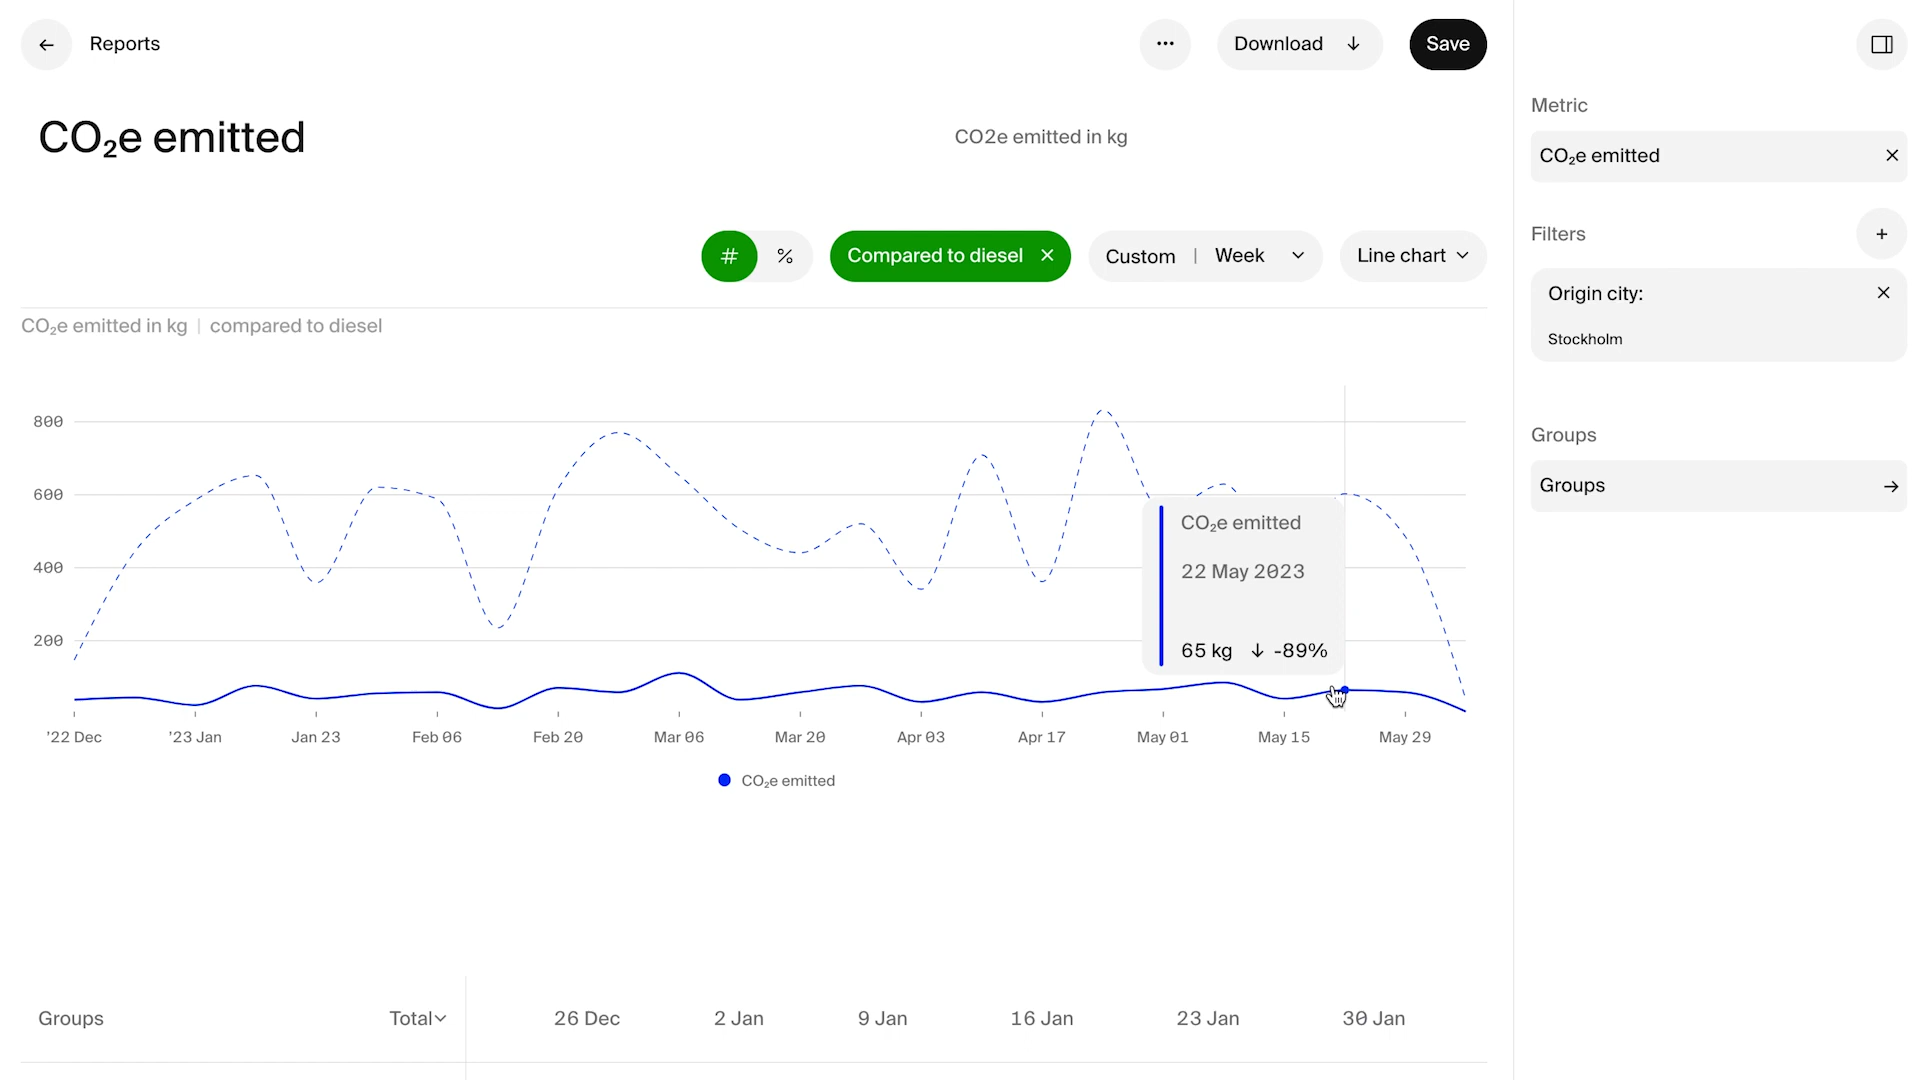 Reports
Download
Save
CO₂e emitted
CO2e emitted in kg
# % Compared to diesel Custom | Week Line chart
CO₂e emitted in kg | compared to diesel
800
600
400
200
CO₂e emitted
22 May 2023
65 kg ↓ -89%
'22 Dec '23 Jan Jan 23 Feb 06 Feb 20 Mar 06 Mar 20 Apr 03 Apr 17 May 01 May 15 May 29
CO₂e emitted
Groups Total 26 Dec 2 Jan 9 Jan 16 Jan 23 Jan 30 Jan
Metric
CO₂e emitted
Filters
Origin city:
Stockholm
Groups
Groups